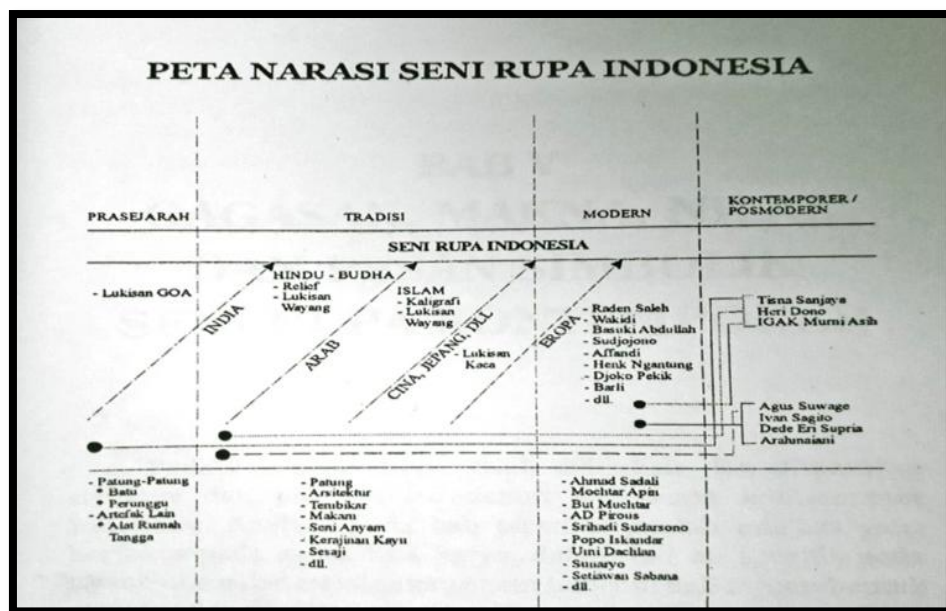 PETA NARASI SENI RUPA INDONESIA
PRASEJARAH
TRADISI
MODERN
KONTEMPORER /
POSMODERN
SENI RUPA INDONESIA
- Lukisan GOA
INDIA
HINDU - BUDHA
- Relief
- Lukisan
Wayang
ARAB
ISLAM
- Kaligrafi
- Lukisan
Wayang
CINA, JEPANG, DLL
- Lukisan
Kaca
EROPA
- Raden Saleh
- Wakidi
- Basuki Abdullah
- Sudjojono
- Affandi
- Henk Ngantung
- Djoko Pekik
- Barli
- dll.
Tisna Sanjaya
Heri Dono
IGAK Murni Asih
Agus Suwage
Ivan Sagito
Dede Eri Supria
Arahmaiani
- Patung-Patung
* Batu
* Perunggu
- Artefak Lain
* Alat Rumah
Tangga
- Patung
- Arsitektur
- Tembikar
- Makam
- Seni Anyam
- Kerajinan Kayu
- Sesaji
dll.
- Ahmad Sadali
- Mochtar Apin
- But Muchtar
- AD Pirous
- Srihadi Sudarsono
- Popo Iskandar
- Umi Dachlan
- Sunaryo
- Setiawan Sabana
- dll.